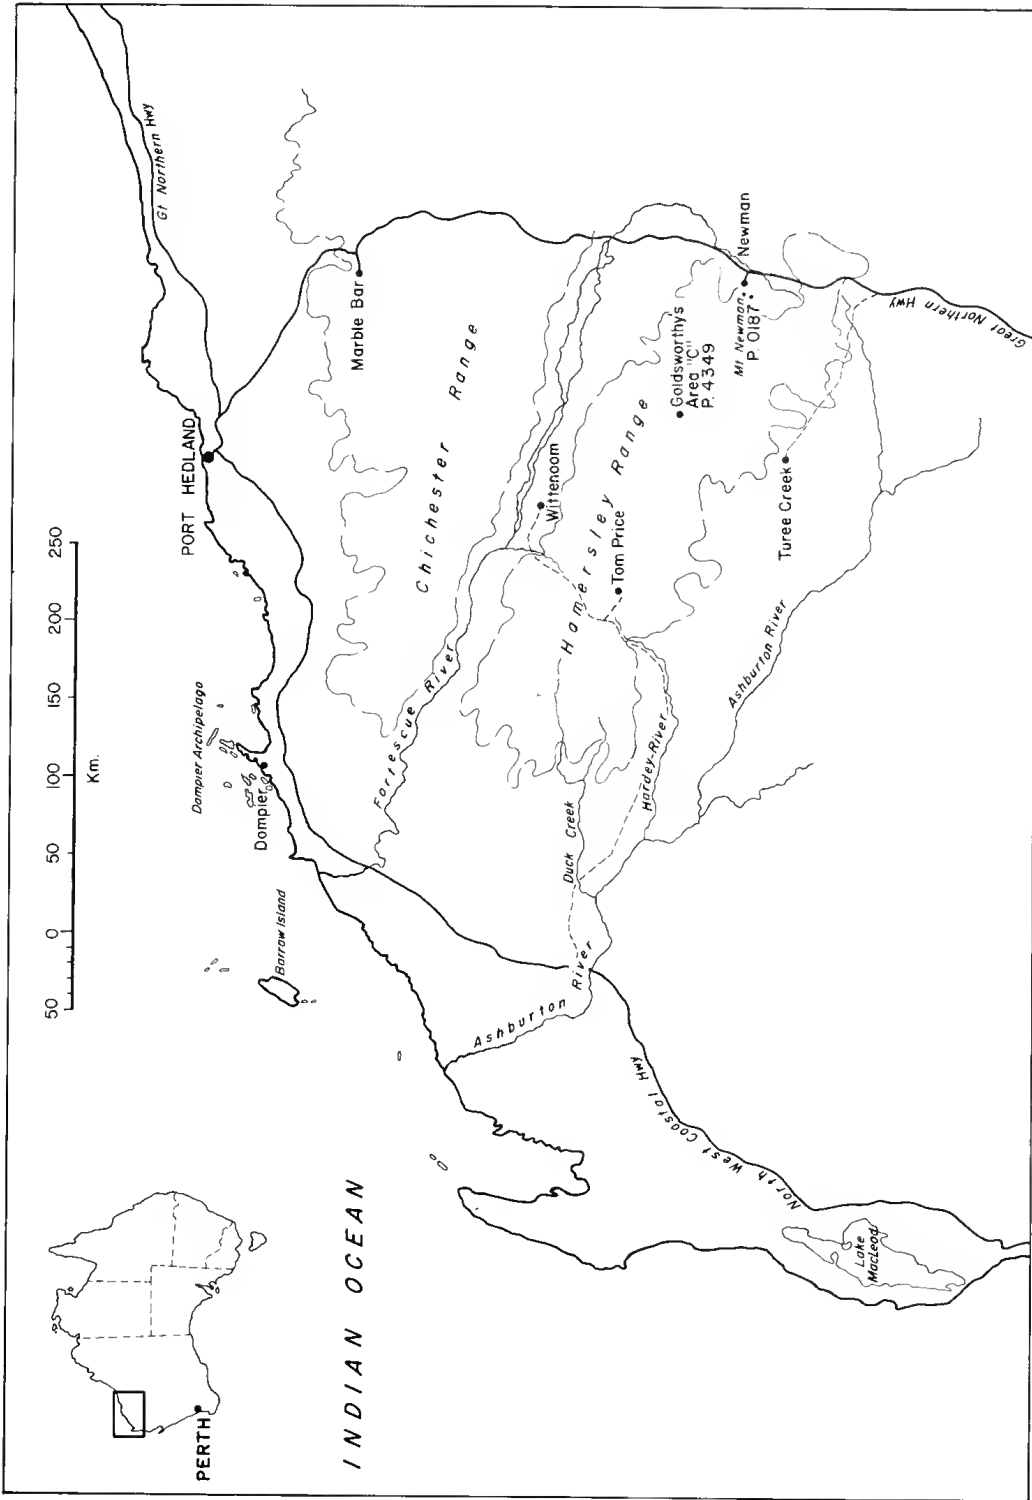 50 0 50 100 150 200 250
Km.
PERTH
INDIAN OCEAN
Barrow Island
Dampier Archipelago
Dampier
PORT HEDLAND
Gt Northern Hwy
Marble Bar
Chichester Range
Fortescue River
Wittenoom
Hamersley Range
Tom Price
Goldsworthys
Area "C"
P. 4349
Mt Newman
P. 0187
Newman
Great Northern Hwy
Turee Creek
Ashburton River
Hardey River
Duck Creek
Ashburton River
North West Coastal Hwy
Lake
MacLeod